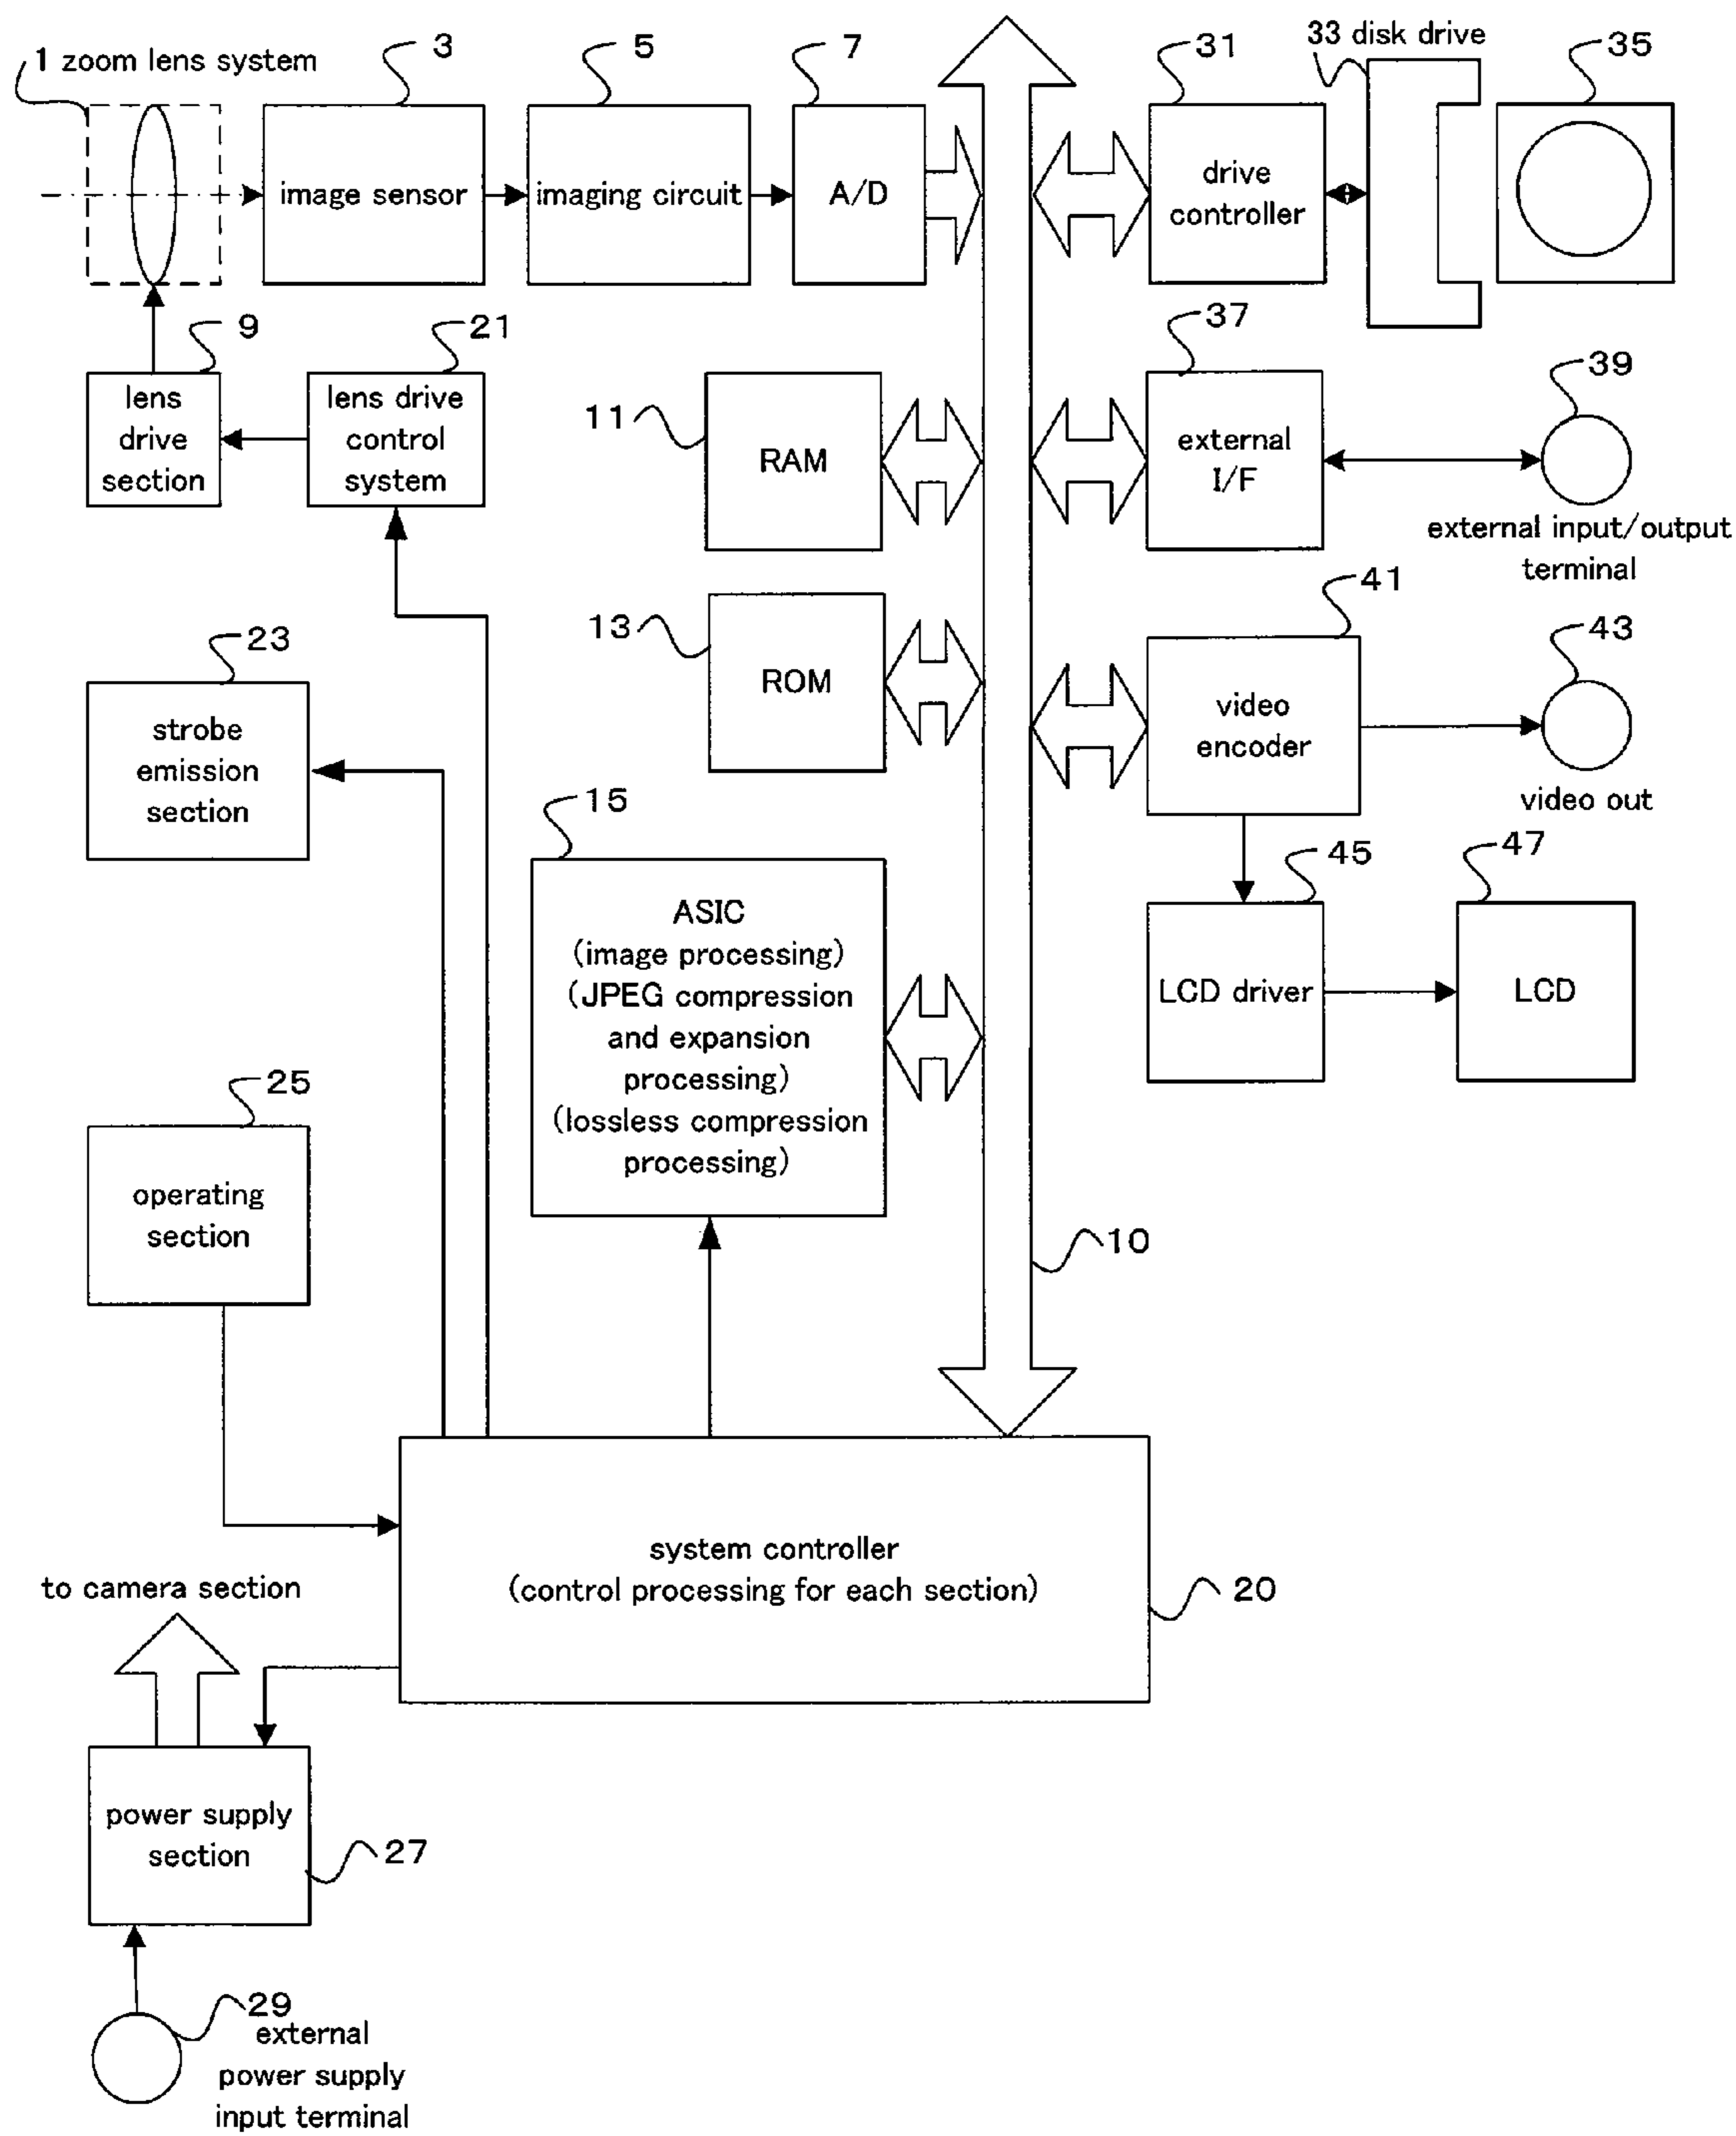 1 zoom lens system
3
5
7
31
33 disk drive
35
image sensor
imaging circuit
A/D
drive
controller
9
21
37
39
lens
drive
section
lens drive
control
system
11
RAM
external
I/F
external input/output
terminal
23
13
ROM
41
43
strobe
emission
section
video
encoder
video out
15
45
47
ASIC
(image processing)
(JPEG compression
and expansion
processing)
(lossless compression
processing)
LCD driver
LCD
25
operating
section
10
system controller
(control processing for each section)
20
to camera section
power supply
section
27
29
external
power supply
input terminal